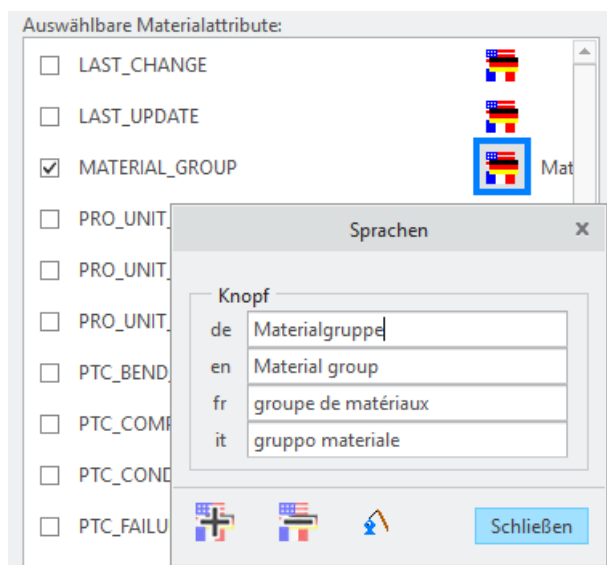 Auswählbare Materialattribute:
LAST_CHANGE
LAST_UPDATE
MATERIAL_GROUP
Mat
PRO_UNIT_
Sprachen
PRO_UNIT_
Knopf
PRO_UNIT_
de Materialgruppe
PTC_BEND_
en Material group
fr groupe de matériaux
PTC_COMP
it gruppo materiale
PTC_COND
PTC_FAILU
Schließen